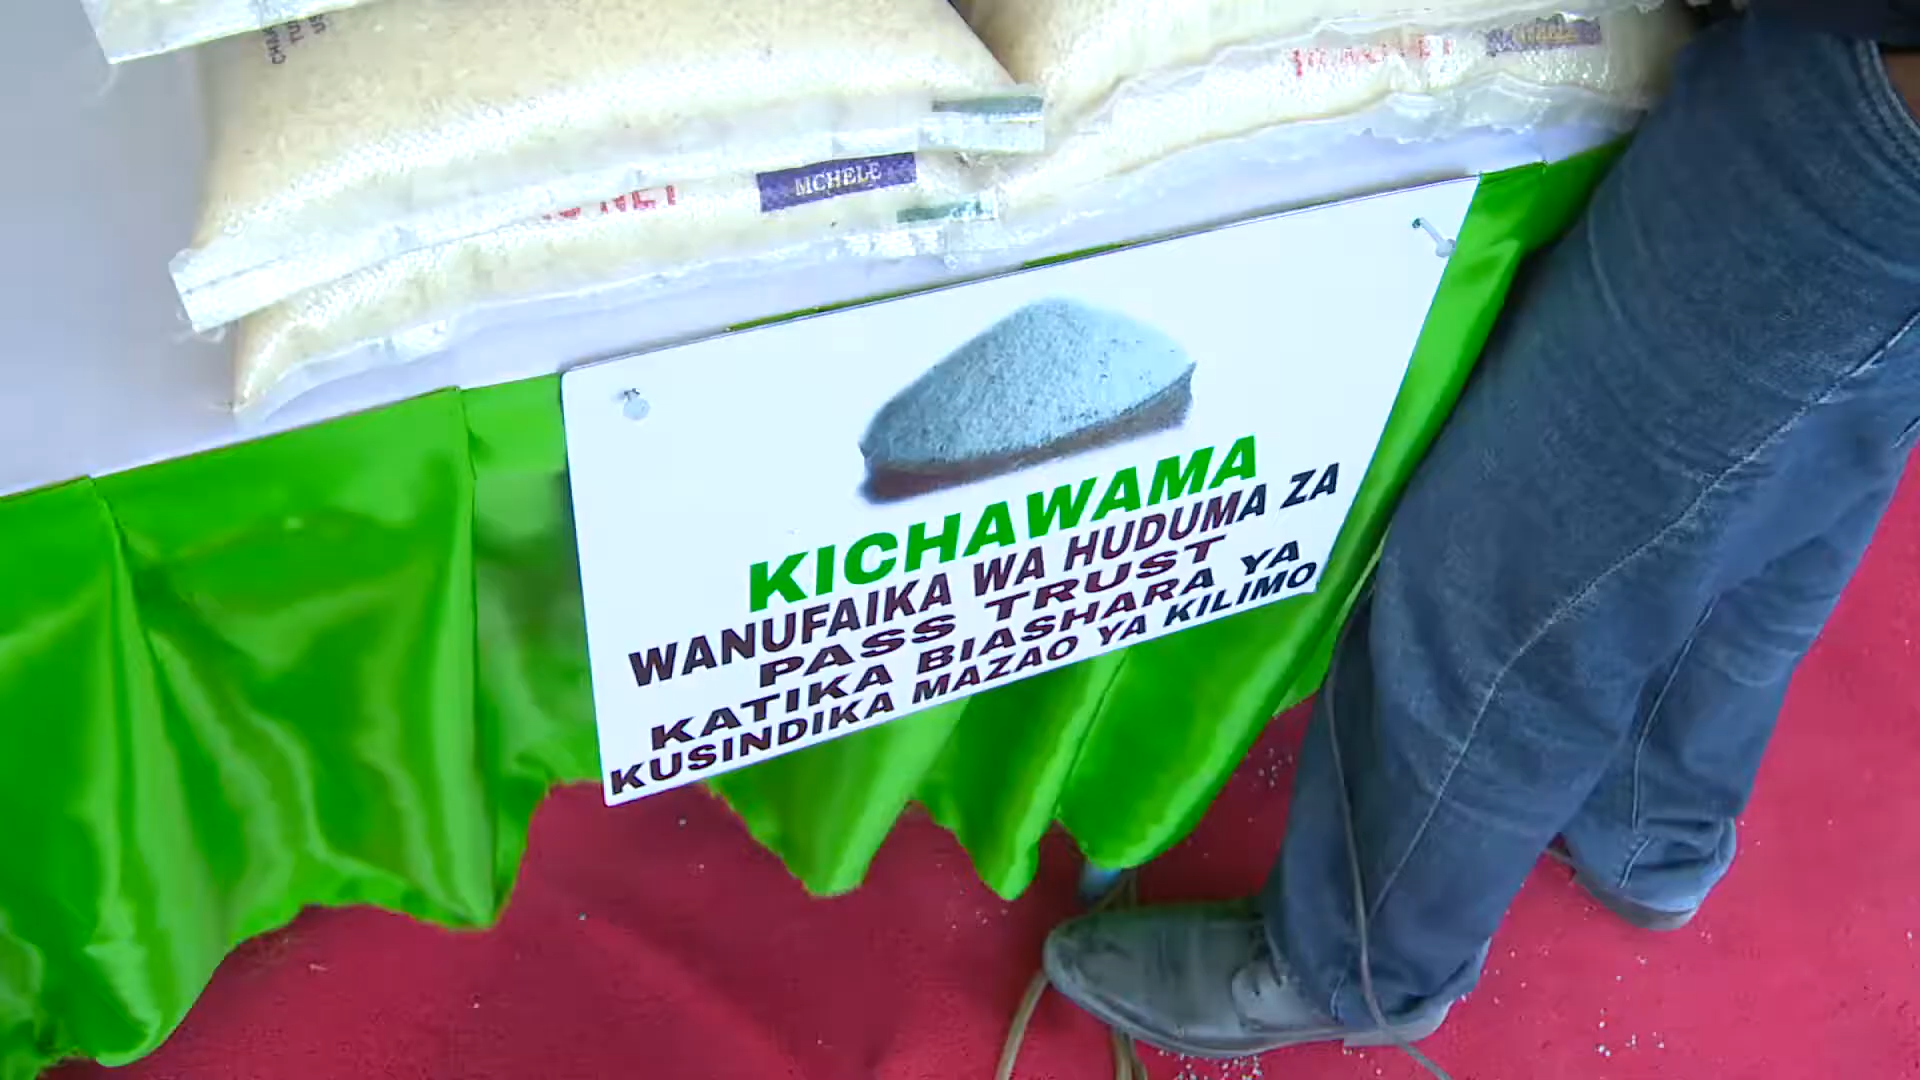 MCHELE
KICHAWAMA
WANUFAIKA WA HUDUMA ZA
PASS TRUST
KATIKA BIASHARA YA
KUSINDIKA MAZAO YA KILIMO